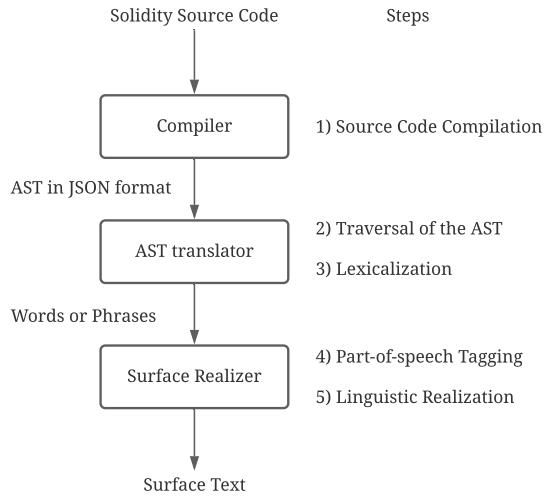 Solidity Source Code
Steps
Compiler
1) Source Code Compilation
AST in JSON format
AST translator
2) Traversal of the AST
3) Lexicalization
Words or Phrases
Surface Realizer
4) Part-of-speech Tagging
5) Linguistic Realization
Surface Text